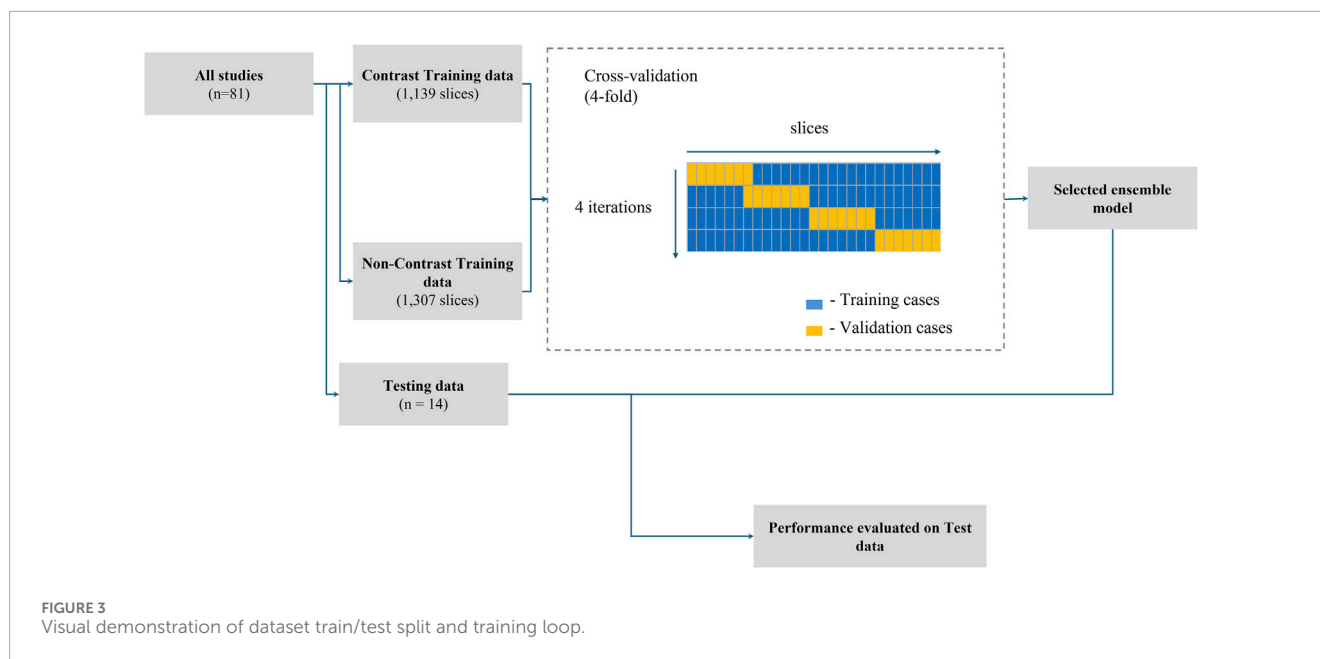 All studies
(n=81)
Contrast Training data
(1,139 slices)
Non-Contrast Training
data
(1,307 slices)
Testing data
(n = 14)
Cross-validation
(4-fold)
slices
4 iterations
- Training cases
- Validation cases
Selected ensemble
model
Performance evaluated on Test
data
FIGURE 3
Visual demonstration of dataset train/test split and training loop.